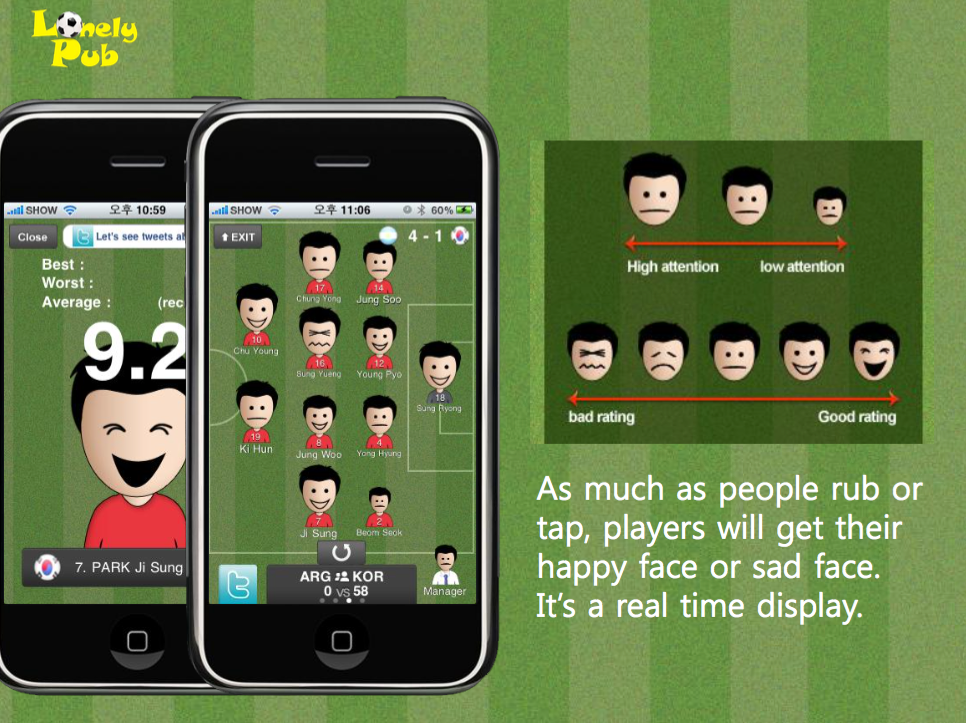 Lonely
Pub
SHOW 오후 10:59
Close
Let's see tweets ab
Best :
Worst :
Average : (rec
9.2
7. PARK Ji Sung
SHOW 오후 11:06 60%
EXIT
4 - 1
17
Chung Yong
14
Jung Soo
10
Chu Young
16
Sung Yueng
12
Young Pyo
18
Sung Ryong
19
Ki Hun
8
Jung Woo
4
Yong Hyung
7
Ji Sung
2
Beom Seok
ARG KOR
0 VS 58
Manager
High attention low attention
bad rating Good rating
As much as people rub or
tap, players will get their
happy face or sad face.
It's a real time display.